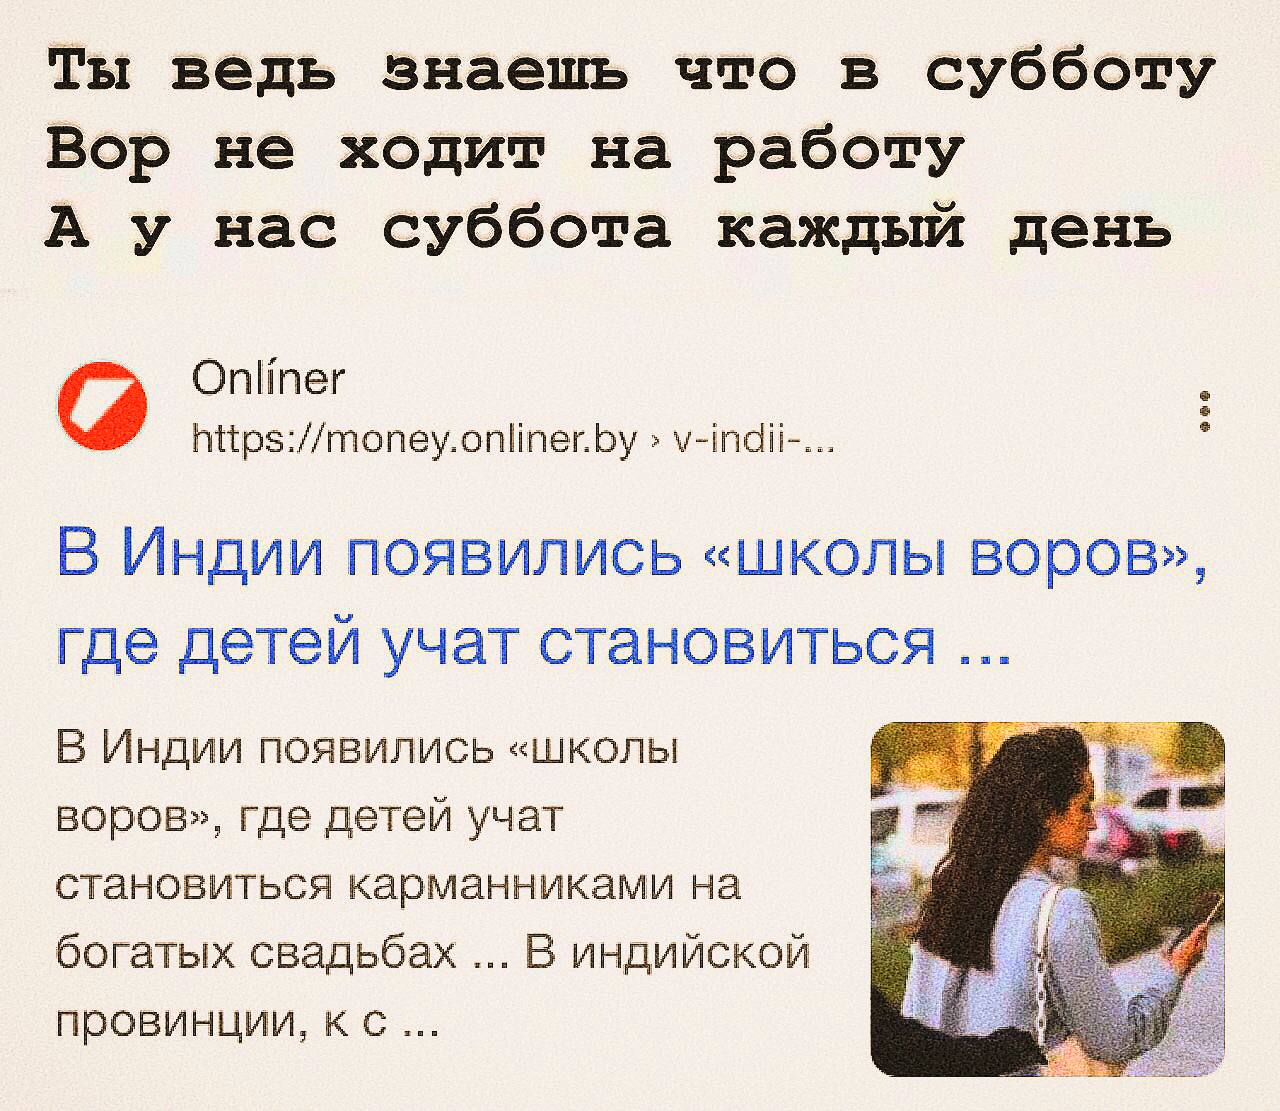 Ты ведь знаешь что в субботу
Вор не ходит на работу
А у нас суббота каждый день
Onlíner
https://money.onliner.by › v-indii-...
В Индии появились «школы воров»,
где детей учат становиться ...
В Индии появились «школы
воров», где детей учат
становиться карманниками на
богатых свадьбах ... В индийской
провинции, к с ...